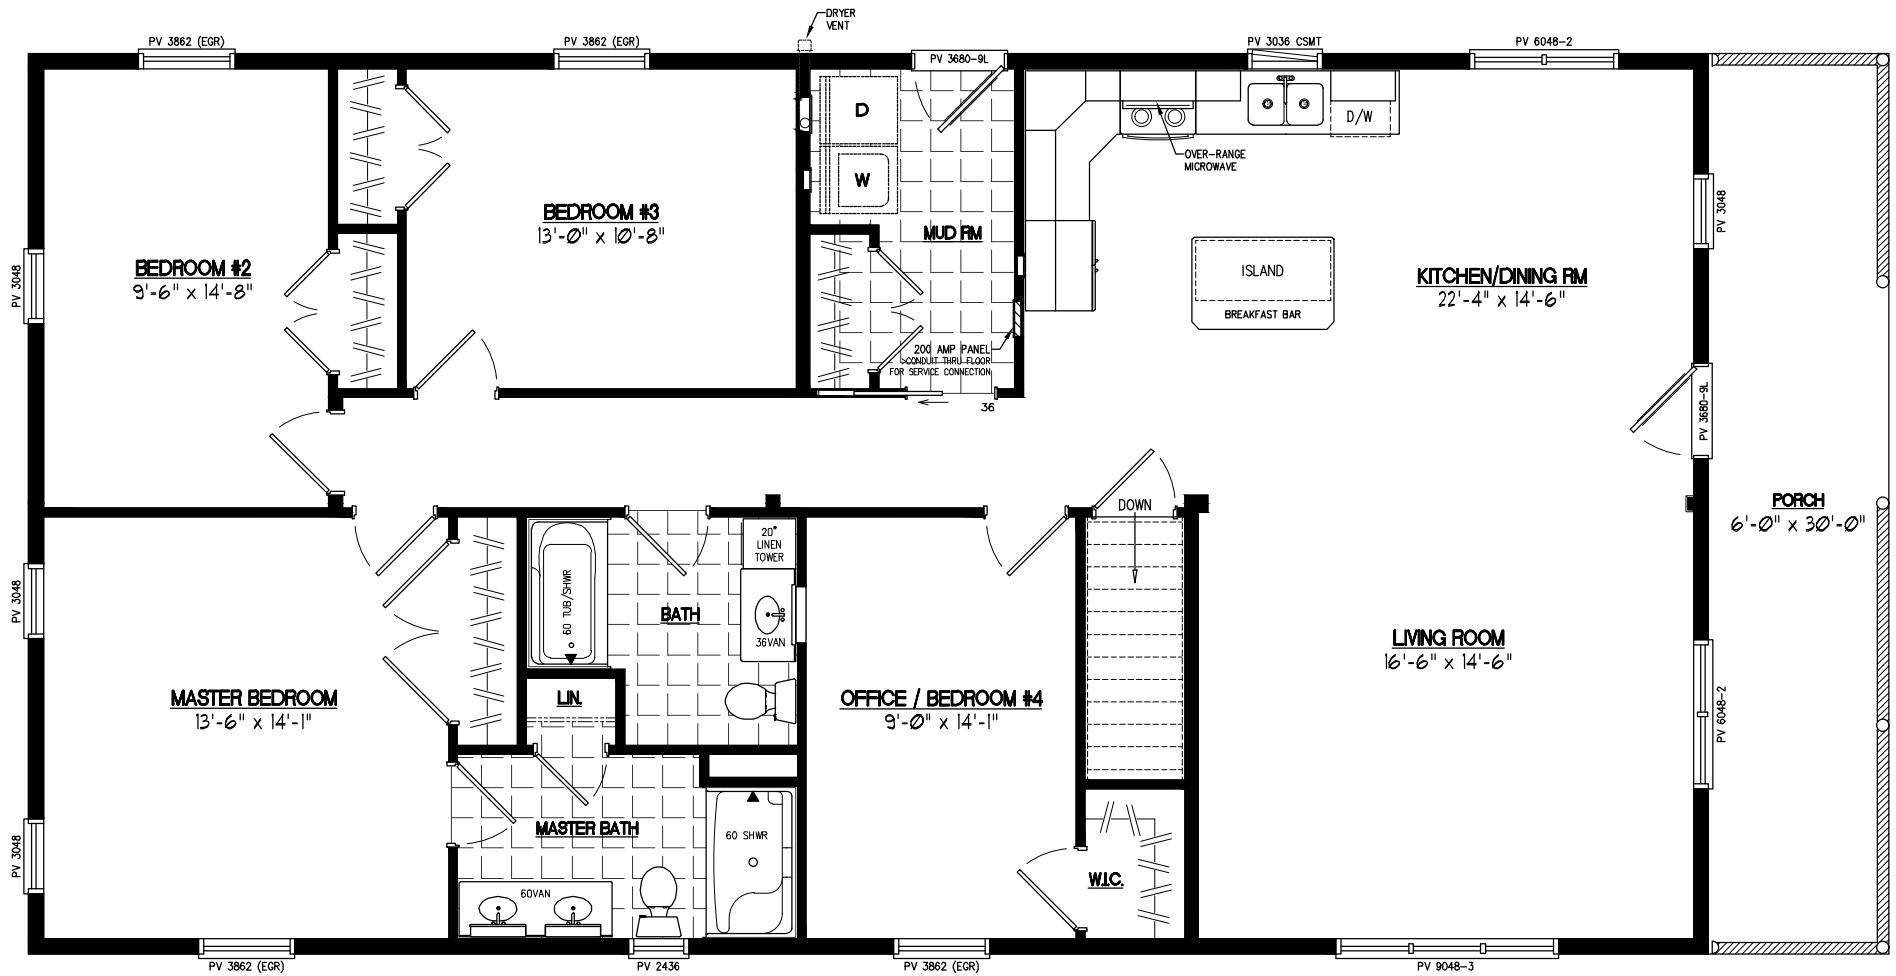 DRYER
VENT
PV 3862 (EGR)
PV 3862 (EGR)
PV 3680-9L
PV 3036 CSMT
PV 6048-2
D
W
D/W
OVER-RANGE
MICROWAVE
PV 3048
BEDROOM #3
13'-0" x 10'-8"
MUD RM
BEDROOM #2
9'-6" x 14'-8"
PV 3048
ISLAND
BREAKFAST BAR
KITCHEN/DINING RM
22'-4" x 14'-6"
200 AMP PANEL
>CONDUIT THRU FLOOR
FOR SERVICE CONNECTION
36
PV 3680-9L
DOWN
PORCH
6'-0" x 30'-0"
20"
LINEN
TOWER
60 TUB/SHWR
BATH
36VAN
PV 3048
LIVING ROOM
16'-6" x 14'-6"
MASTER BEDROOM
13'-6" x 14'-1"
LIN.
OFFICE / BEDROOM #4
9'-0" x 14'-1"
PV 6048-2
MASTER BATH
60 SHWR
PV 3048
60VAN
W.I.C.
PV 3862 (EGR)
PV 2436
PV 3862 (EGR)
PV 9048-3